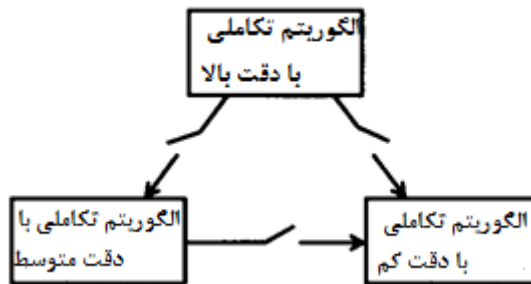 الگوریتم تکاملی
با دقت بالا
الگوریتم تکاملی با
دقت متوسط
الگوریتم تکاملی
با دقت کم